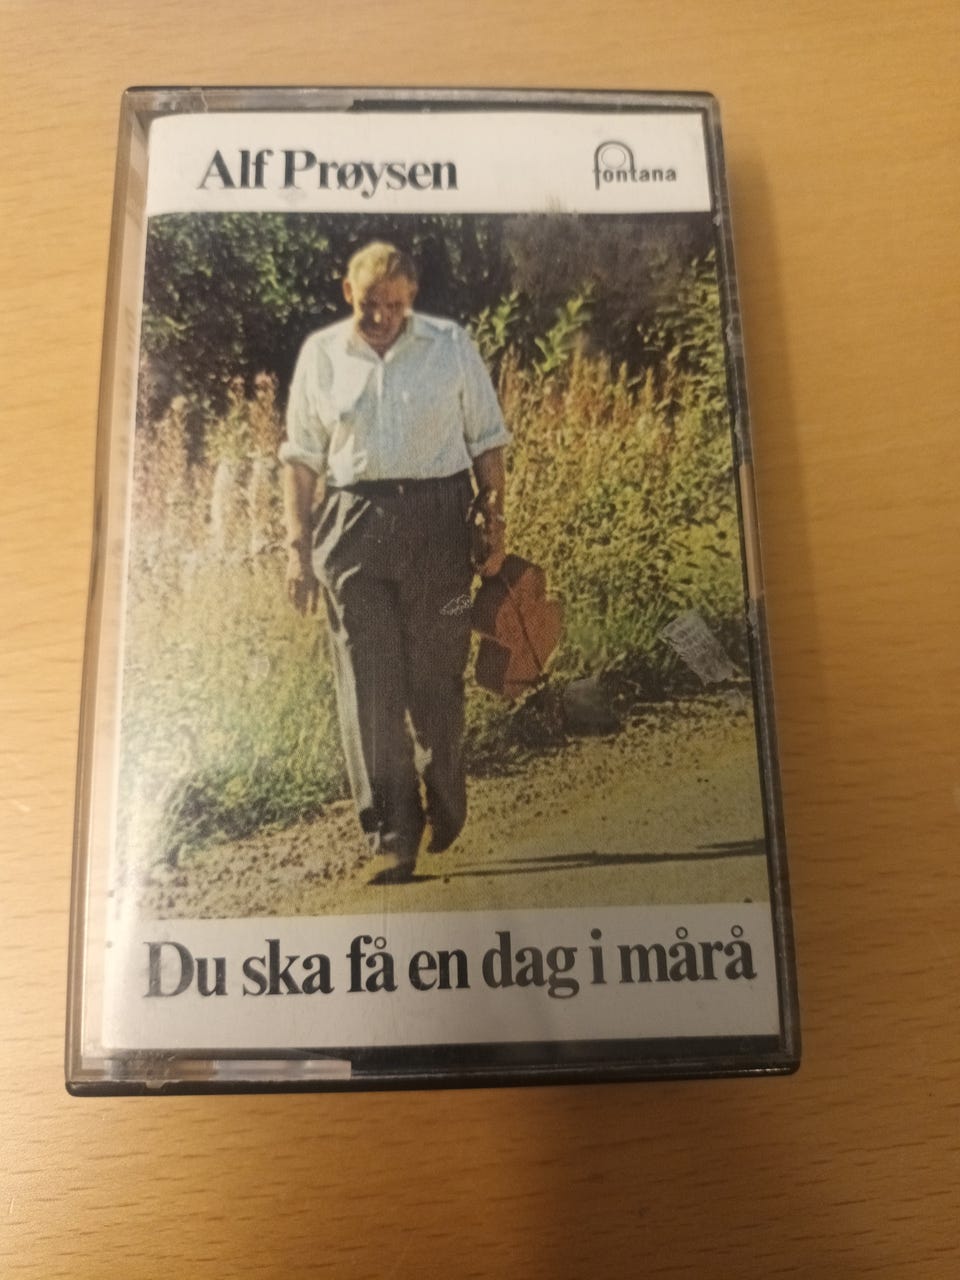 Alf Prøysen
fontana
Du ska få en dag i mårå